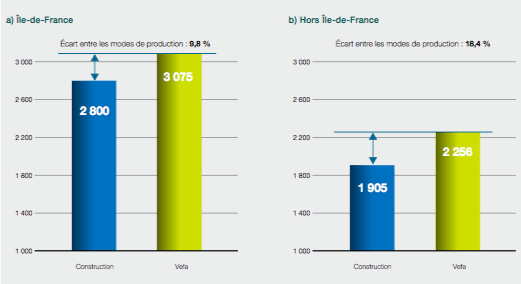 a) Île-de-France
Écart entre les modes de production : 9,8 %
3 000
2 600
2 200
1 800
1 400
1 000
2 800
3 075
Construction
Vefa
b) Hors Île-de-France
Écart entre les modes de production : 18,4 %
3 000
2 600
2 200
1 800
1 400
1 000
1 905
2 256
Construction
Vefa